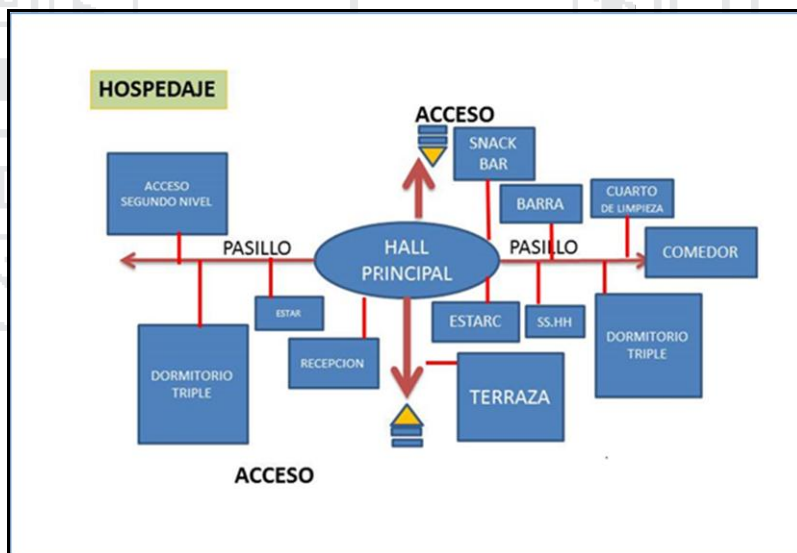 HOSPEDAJE
ACCESO
SNACK
BAR
ACCESO
SEGUNDO NIVEL
BARRA
CUARTO
DE LIMPIEZA
PASILLO
HALL
PRINCIPAL
PASILLO
COMEDOR
ESTAR
ESTARC
SS.HH
DORMITORIO
TRIPLE
RECEPCION
DORMITORIO
TRIPLE
TERRAZA
ACCESO